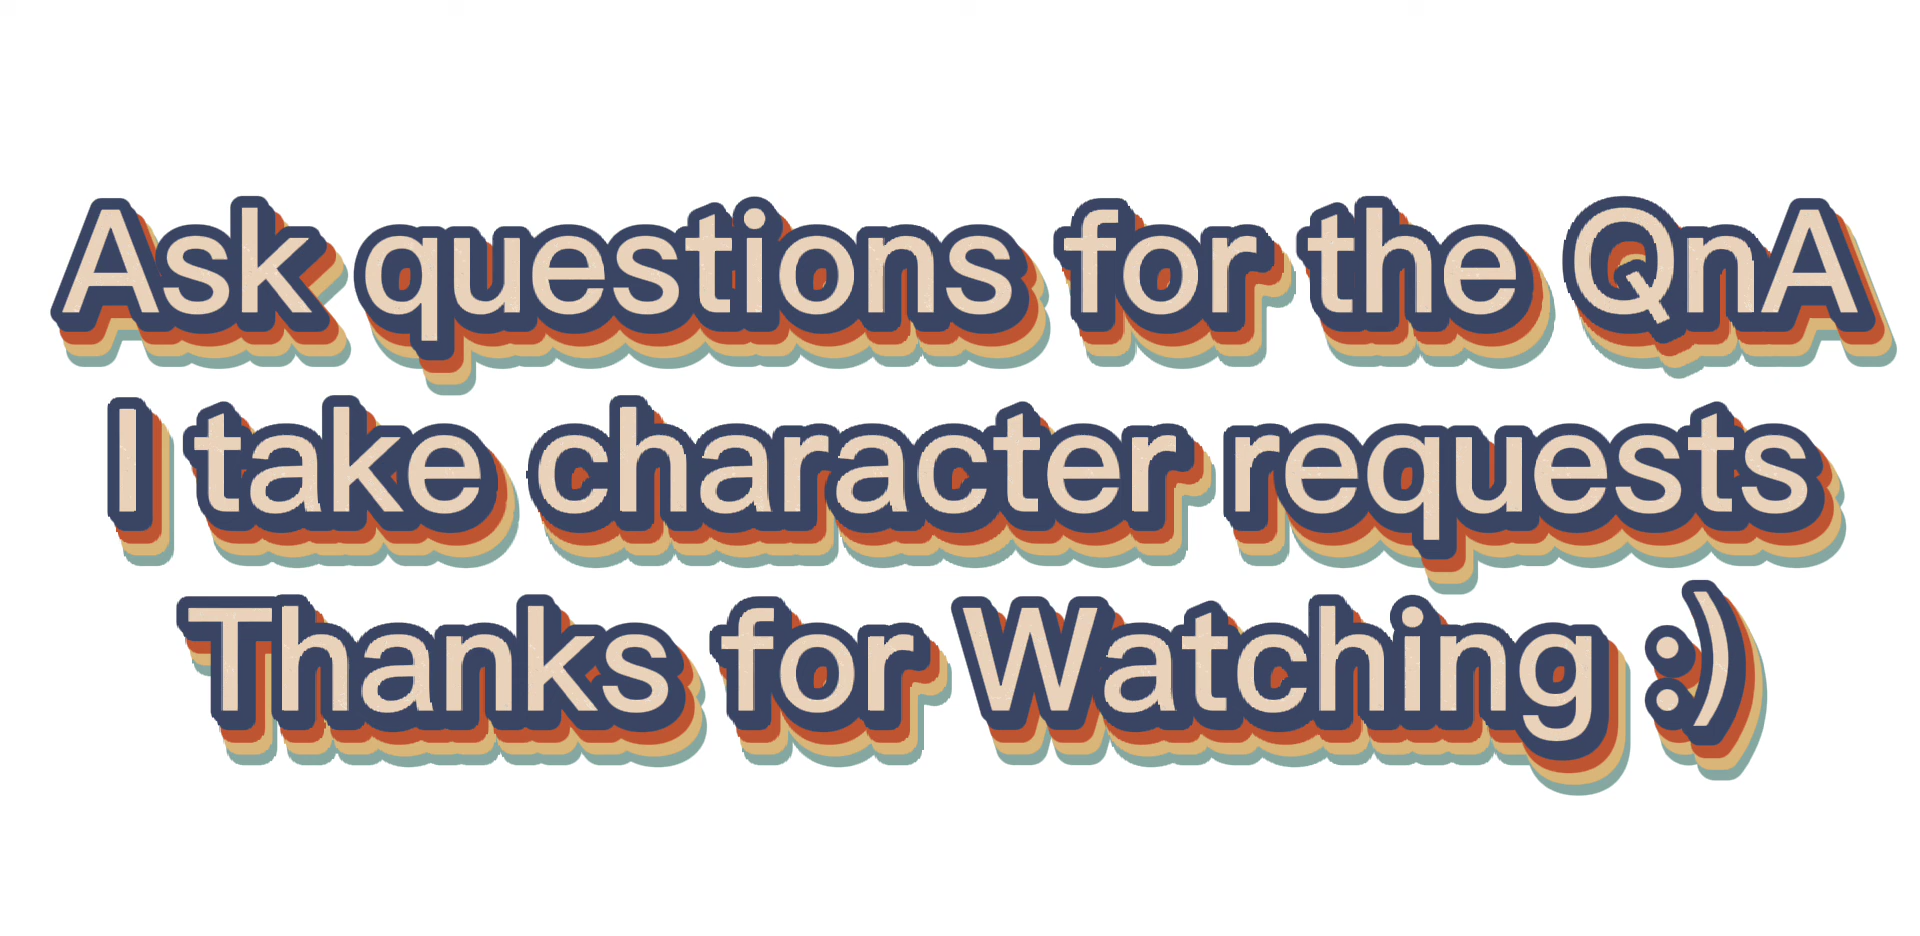 Ask questions for the QnA
I take character requests
Thanks for Watching :)